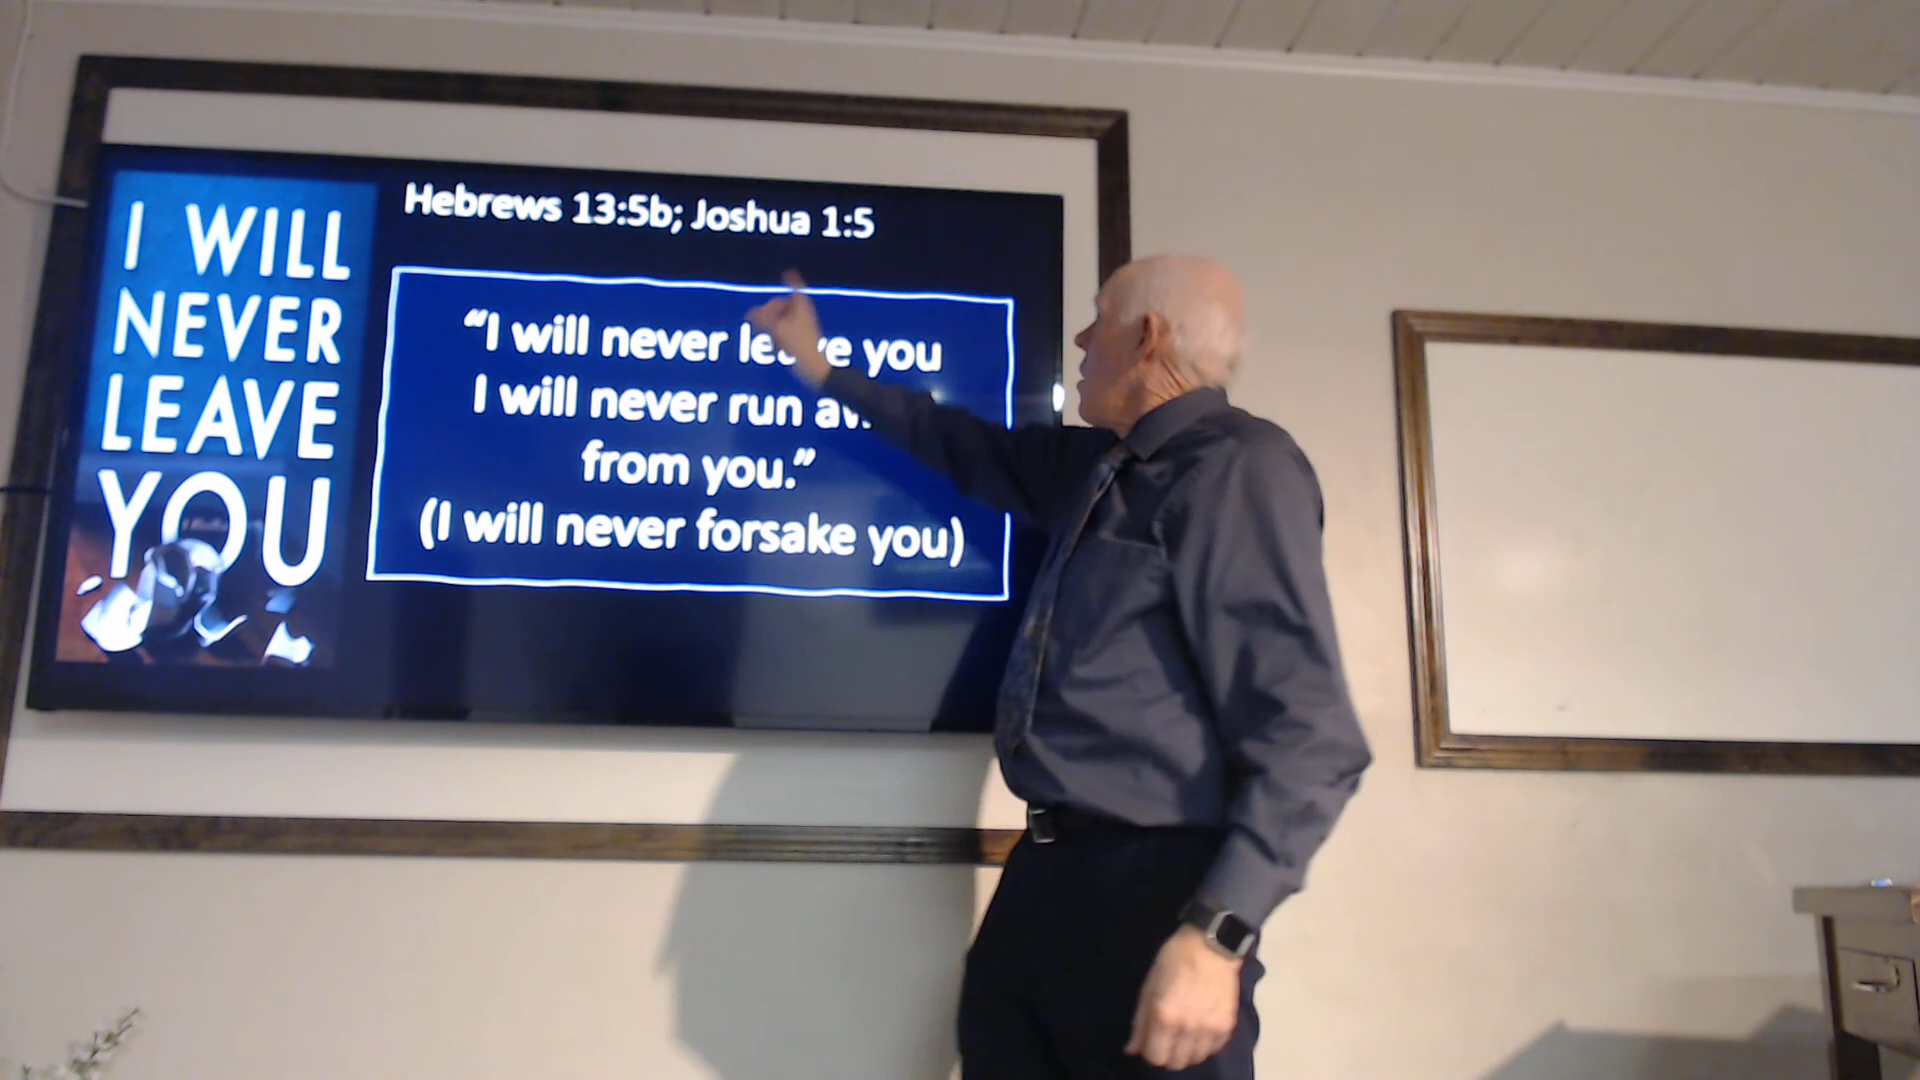 I WILL
NEVER
LEAVE
YOU
Hebrews 13:5b; Joshua 1:5
“I will never leave you
I will never run
from you.”
(I will never forsake you)